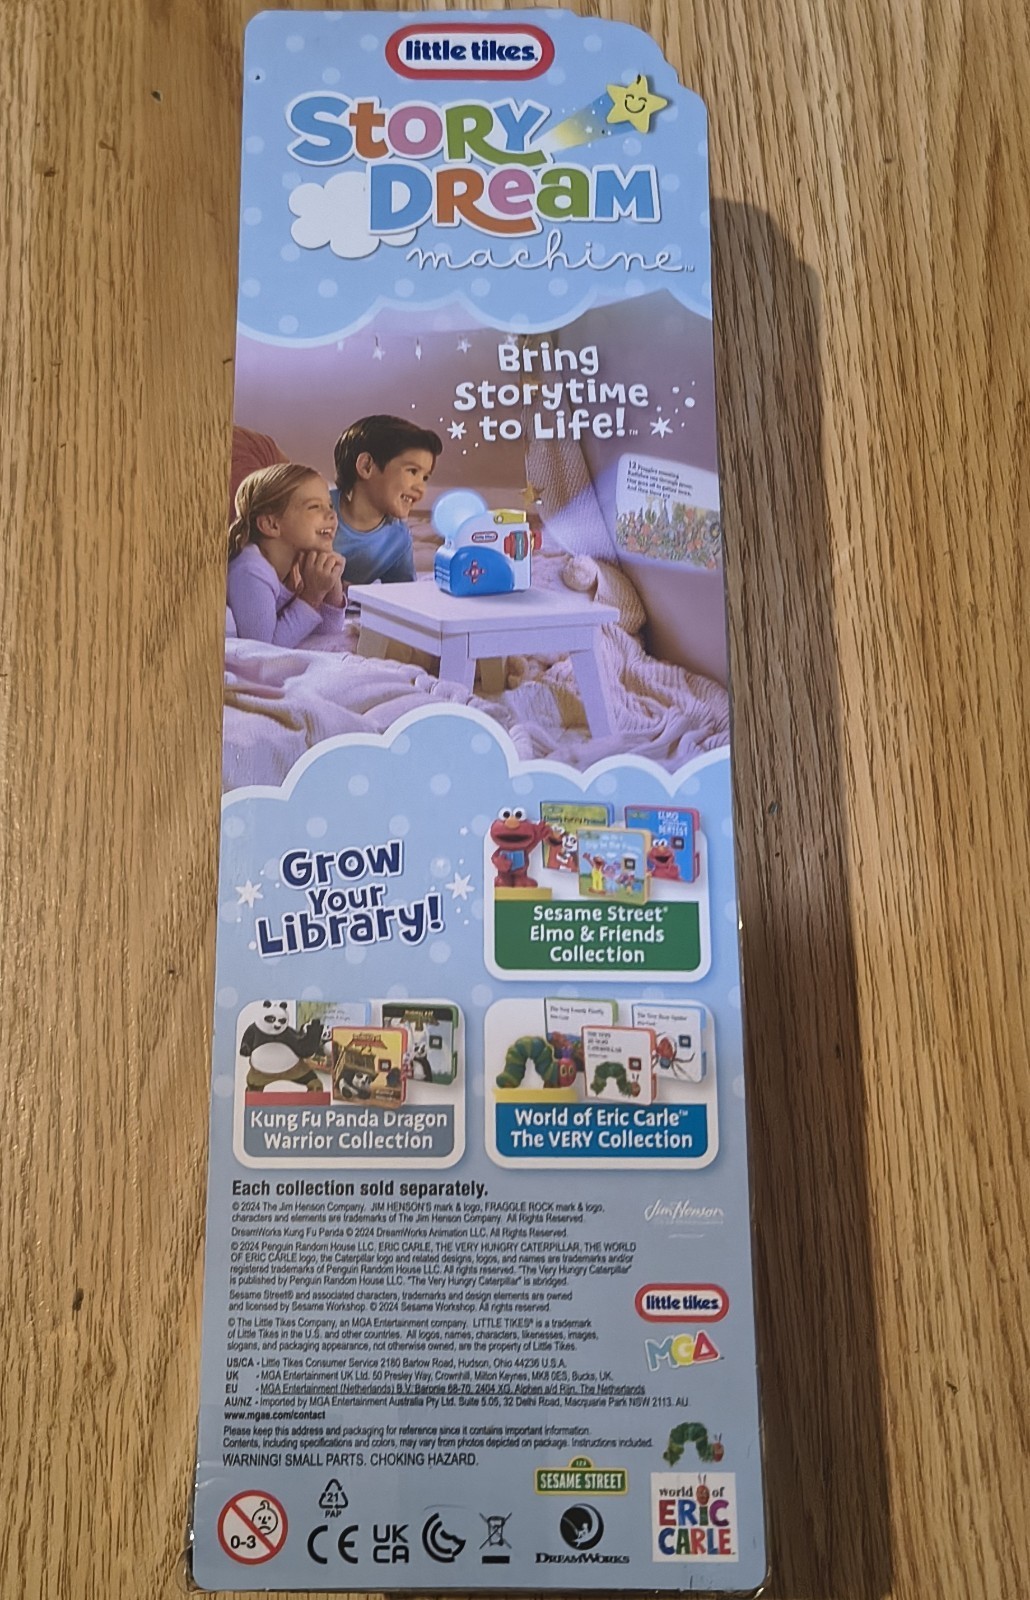 little tikes
STORY
DREAM
machine™
Bring
Storytime
to Life!™
Grow
Your
Library!
Sesame Street®
Elmo & Friends
Collection
Kung Fu Panda Dragon
Warrior Collection
World of Eric Carle™
The VERY Collection
Each collection sold separately.
© 2024 The Jim Henson Company. JIM HENSON'S mark & logo, FRAGGLE ROCK mark & logo,
characters and elements are trademarks of The Jim Henson Company. All Rights Reserved.
Jim Henson
DreamWorks Kung Fu Panda © 2024 DreamWorks Animation LLC. All Rights Reserved.
© 2024 Penguin Random House LLC. ERIC CARLE, THE VERY HUNGRY CATERPILLAR, THE WORLD
OF ERIC CARLE logo, the Caterpillar logo and related designs, logos, and names are trademarks and/or
registered trademarks of Penguin Random House LLC. All rights reserved. "The Very Hungry Caterpillar"
is published by Penguin Random House LLC. "The Very Hungry Caterpillar" is abridged.
Sesame Street® and associated characters, trademarks and design elements are owned
and licensed by Sesame Workshop. © 2024 Sesame Workshop. All rights reserved.
little tikes
© The Little Tikes Company, an MGA Entertainment company. LITTLE TIKES® is a trademark
of Little Tikes in the U.S. and other countries. All logos, names, characters, likenesses, images,
slogans, and packaging appearance, not otherwise owned, are the property of Little Tikes.
MGA
US/CA - Little Tikes Consumer Service 2180 Barlow Road, Hudson, Ohio 44236 U.S.A.
UK - MGA Entertainment UK Ltd. 50 Presley Way, Crownhill, Milton Keynes, MK8 0ES, Bucks, UK.
EU - MGA Entertainment (Netherlands) B.V. Baronie 68-70, 2404 XG, Alphen a/d Rijn, The Netherlands
AU/NZ - Imported by MGA Entertainment Australia Pty Ltd. Suite 5.05, 32 Delhi Road, Macquarie Park NSW 2113. AU
www.mgae.com/contact
Please keep this address and packaging for reference since it contains important information.
Contents, including specifications and colors, may vary from photos depicted on package. Instructions included.
WARNING! SMALL PARTS. CHOKING HAZARD.
0-3
21
PAP
CE
UK
CA
123
SESAME STREET
DREAMWORKS
world of
ERIC
CARLE